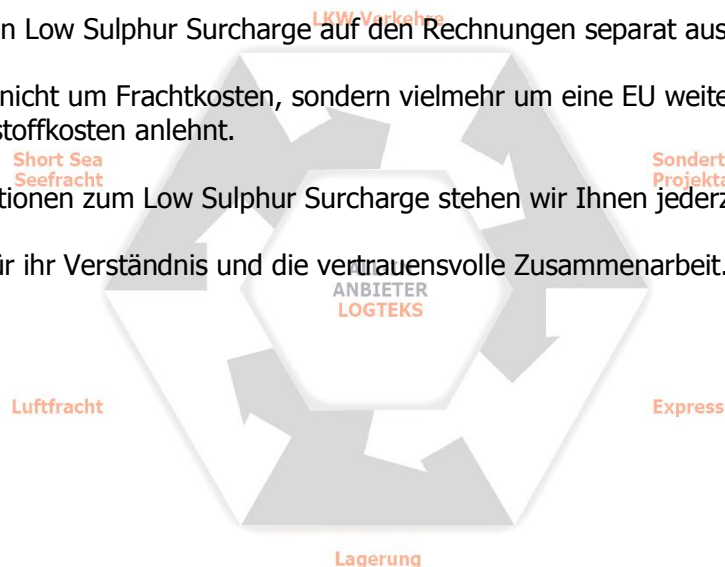 LKW Verkehre
n Low Sulphur Surcharge auf den Rechnungen separat aus
nicht um Frachtkosten, sondern vielmehr um eine EU weite
stoffkosten anlehnt.
Short Sea
Seefracht
Sondert
Projekta
tionen zum Low Sulphur Surcharge stehen wir Ihnen jederz
ür ihr Verständnis und die vertrauensvolle Zusammenarbeit.
ANBIETER
LOGTEKS
Luftfracht
Express
Lagerung